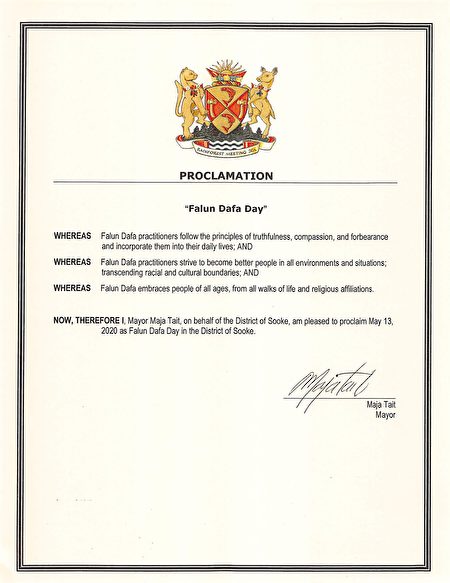 RAINFOREST MEETING SEA
PROCLAMATION
"Falun Dafa Day"
WHEREAS Falun Dafa practitioners follow the principles of truthfulness, compassion, and forbearance
and incorporate them into their daily lives; AND
WHEREAS Falun Dafa practitioners strive to become better people in all environments and situations;
transcending racial and cultural boundaries; AND
WHEREAS Falun Dafa embraces people of all ages, from all walks of life and religious affiliations.
NOW, THEREFORE I, Mayor Maja Tait, on behalf of the District of Sooke, am pleased to proclaim May 13,
2020 as Falun Dafa Day in the District of Sooke.
Maja Tait
Maja Tait
Mayor